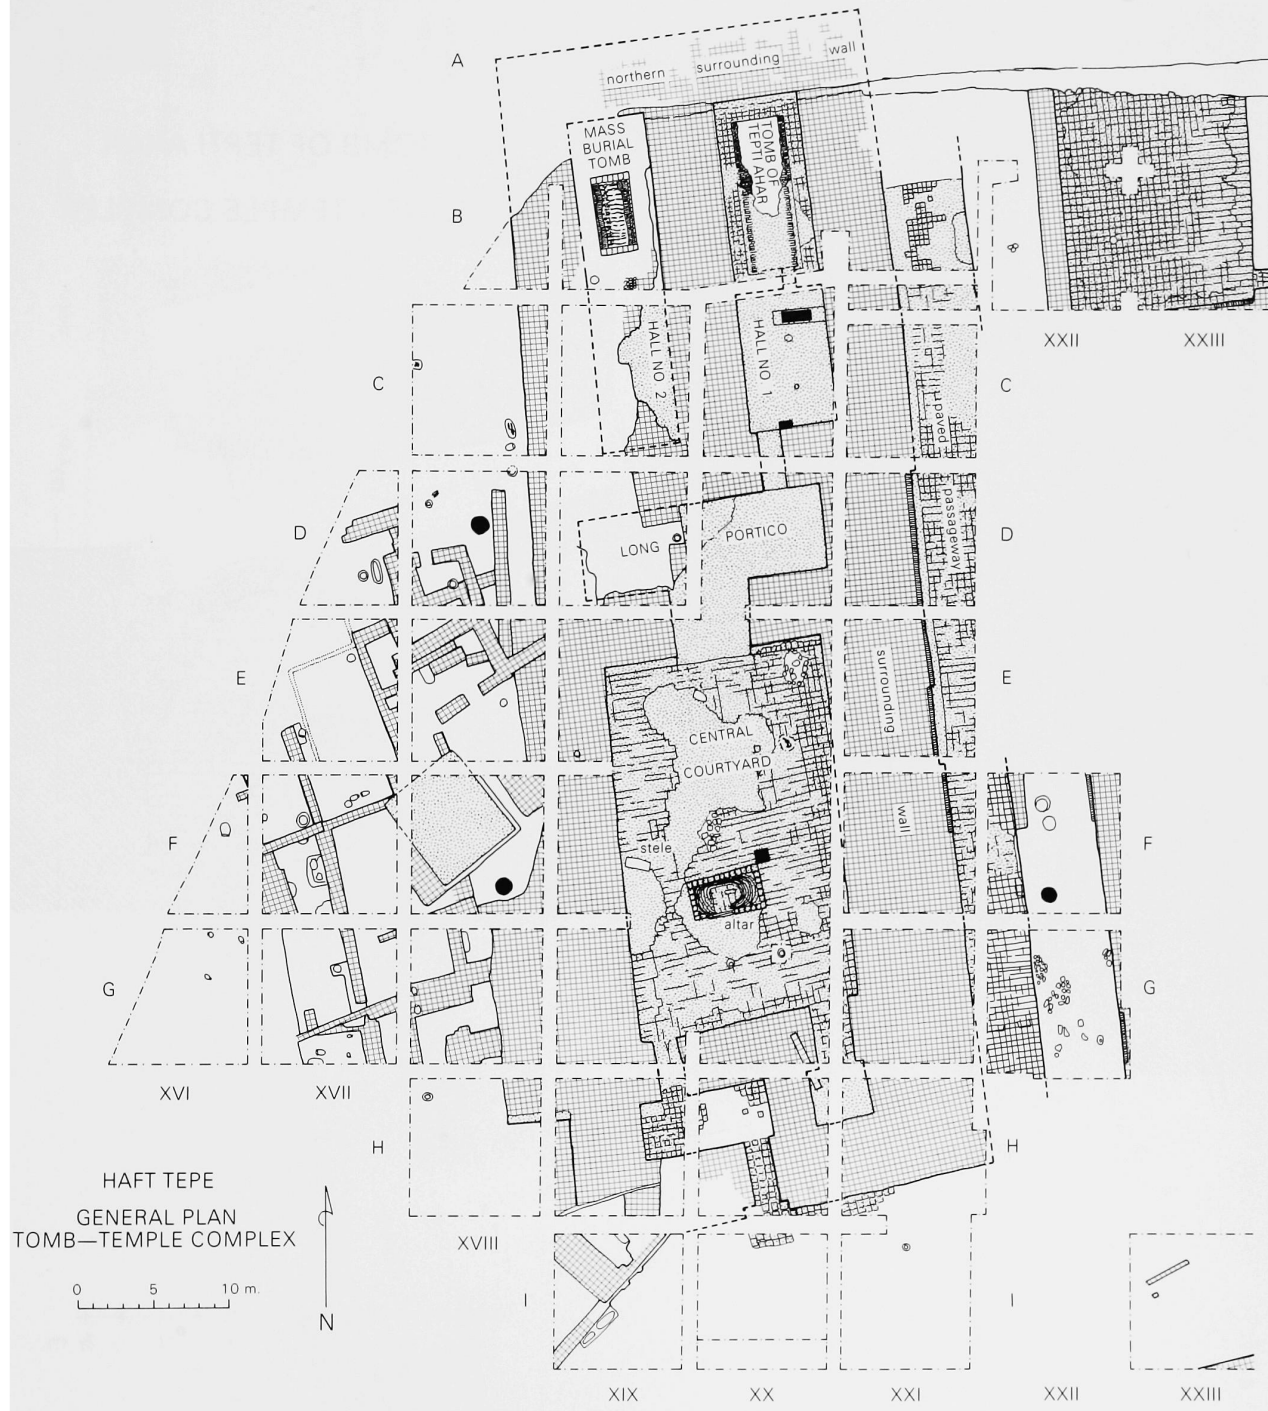 A
northern surrounding wall
MASS
BURIAL
TOMB
TOMB OF
TEPTI AHAR
B
XXII XXIII
HALL NO. 2
HALL NO. 1
C
C
paved
passageway
D
D
LONG PORTICO
E
E
surrounding
CENTRAL
COURTYARD
wall
F
F
stele
altar
G
G
XVI XVII
H
H
HAFT TEPE
GENERAL PLAN
TOMB—TEMPLE COMPLEX
XVIII
0 5 10 m.
N
I
I
XIX XX XXI XXII XXIII